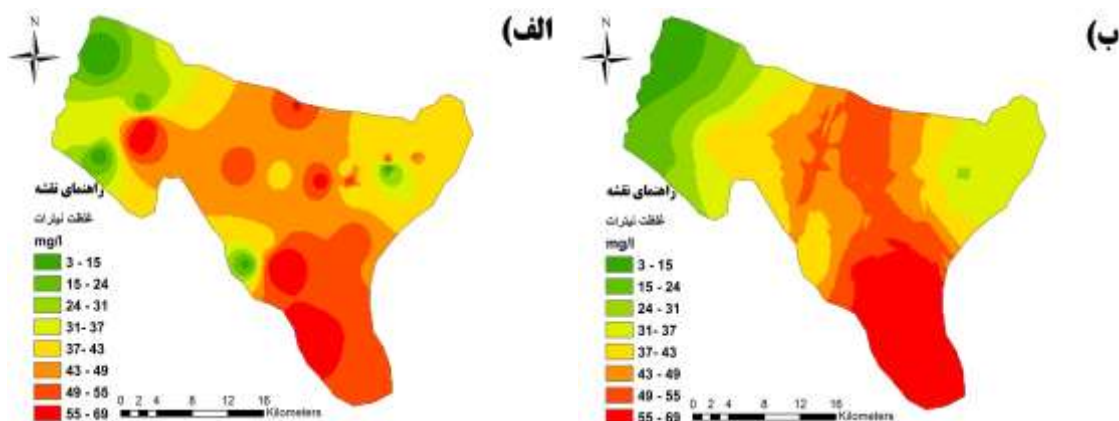 الف)
N
راهنمای نقشه
غلظت نیترات
mg/l
3 - 15
15 - 24
24 - 31
31 - 37
37 - 43
43 - 49
49 - 55
55 - 69
0 2 4 8 12 16
Kilometers
ب)
N
راهنمای نقشه
غلظت نیترات
mg/l
3 - 15
15 - 24
24 - 31
31 - 37
37 - 43
43 - 49
49 - 55
55 - 69
0 2 4 8 12 16
Kilometers